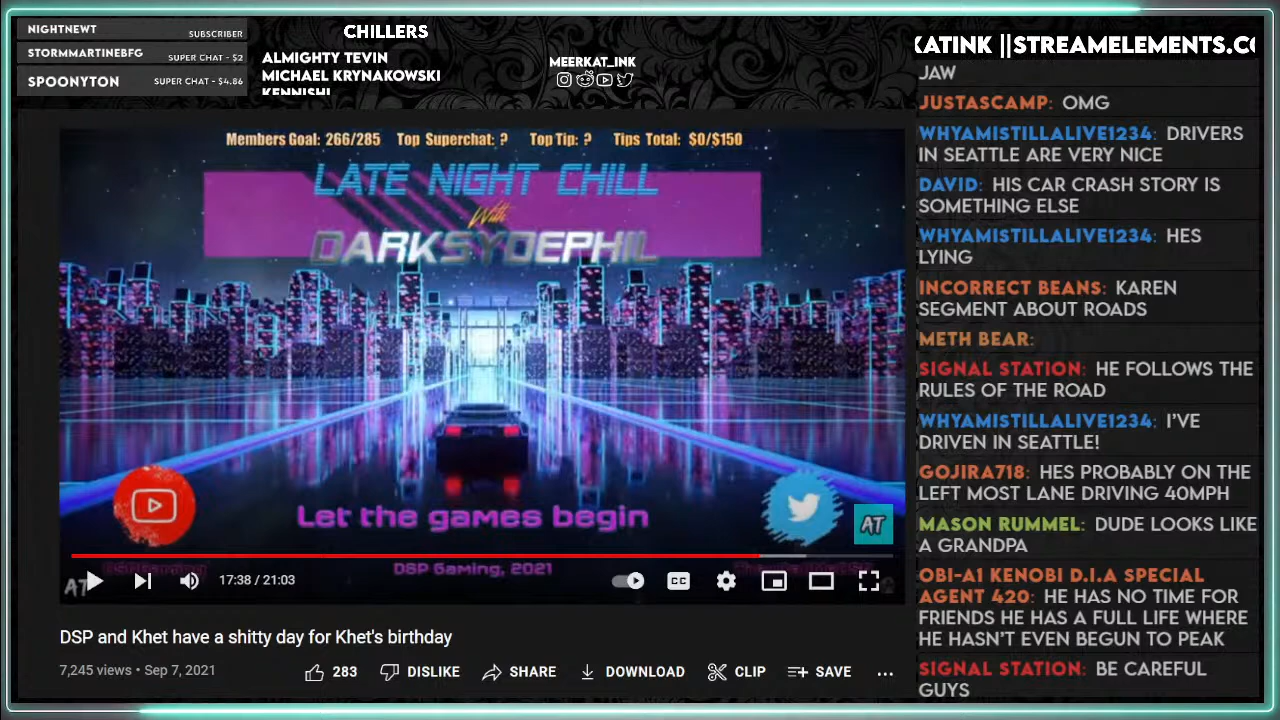 NIGHTNEWT SUBSCRIBER
STORMMARTINEBFG SUPER CHAT - $2
SPOONYTON SUPER CHAT - $4.86
CHILLERS
ALMIGHTY TEVIN
MICHAEL KRYNAKOWSKI
KENNISHI
MEERKAT_INK
KATINK ||STREAMELEMENTS.CO
Members Goal: 266/285 Top Superchat: ? Top Tip: ? Tips Total: $0/$150
LATE NIGHT CHILL
With
DARKSYDEPHIL
Let the games begin
AT
DSP Gaming, 2021
AT
17:38 / 21:03
CC
DSP and Khet have a shitty day for Khet's birthday
7,245 views • Sep 7, 2021
283 DISLIKE SHARE DOWNLOAD CLIP SAVE ...
JAW
JUSTASCAMP: OMG
WHYAMISTILLALIVE1234: DRIVERS
IN SEATTLE ARE VERY NICE
DAVID: HIS CAR CRASH STORY IS
SOMETHING ELSE
WHYAMISTILLALIVE1234: HES
LYING
INCORRECT BEANS: KAREN
SEGMENT ABOUT ROADS
METH BEAR:
SIGNAL STATION: HE FOLLOWS THE
RULES OF THE ROAD
WHYAMISTILLALIVE1234: I'VE
DRIVEN IN SEATTLE!
GOJIRA718: HES PROBABLY ON THE
LEFT MOST LANE DRIVING 40MPH
MASON RUMMEL: DUDE LOOKS LIKE
A GRANDPA
OBI-A1 KENOBI D.I.A SPECIAL
AGENT 420: HE HAS NO TIME FOR
FRIENDS HE HAS A FULL LIFE WHERE
HE HASN'T EVEN BEGUN TO PEAK
SIGNAL STATION: BE CAREFUL
GUYS